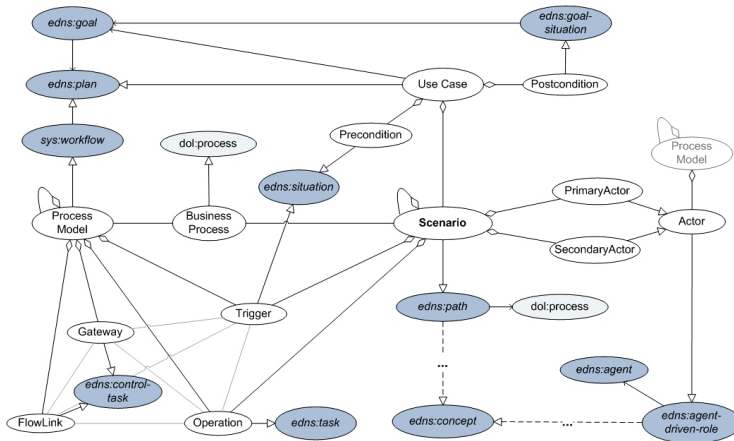 edns:goal
edns:goal-
situation
edns:plan
Use Case
Postcondition
Precondition
sys:workflow
dol:process
Process
Model
edns:situation
PrimaryActor
Process
Model
Business
Process
Scenario
Actor
SecondaryActor
edns:path
dol:process
Trigger
Gateway
...
edns:agent
edns:control-
task
FlowLink
Operation
edns:task
edns:concept
...
edns:agent-
driven-role